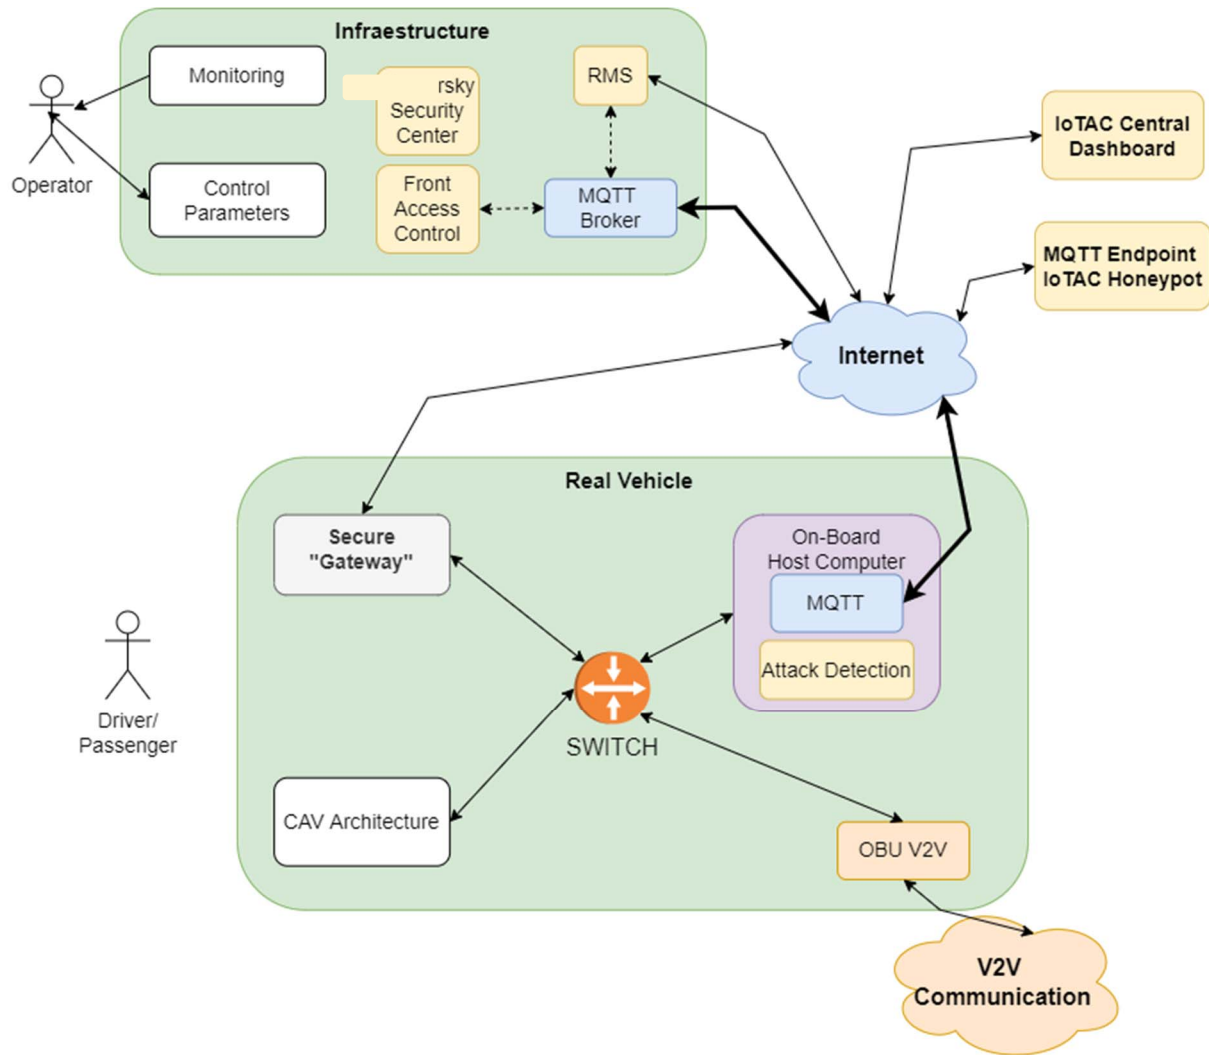 Infraestructure
Monitoring
rsky
Security
Center
RMS
Operator
Control
Parameters
Front
Access
Control
MQTT
Broker
IoTAC Central
Dashboard
MQTT Endpoint
IoTAC Honeypot
Internet
Real Vehicle
Secure
"Gateway"
On-Board
Host Computer
MQTT
Attack Detection
SWITCH
Driver/
Passenger
CAV Architecture
OBU V2V
V2V
Communication